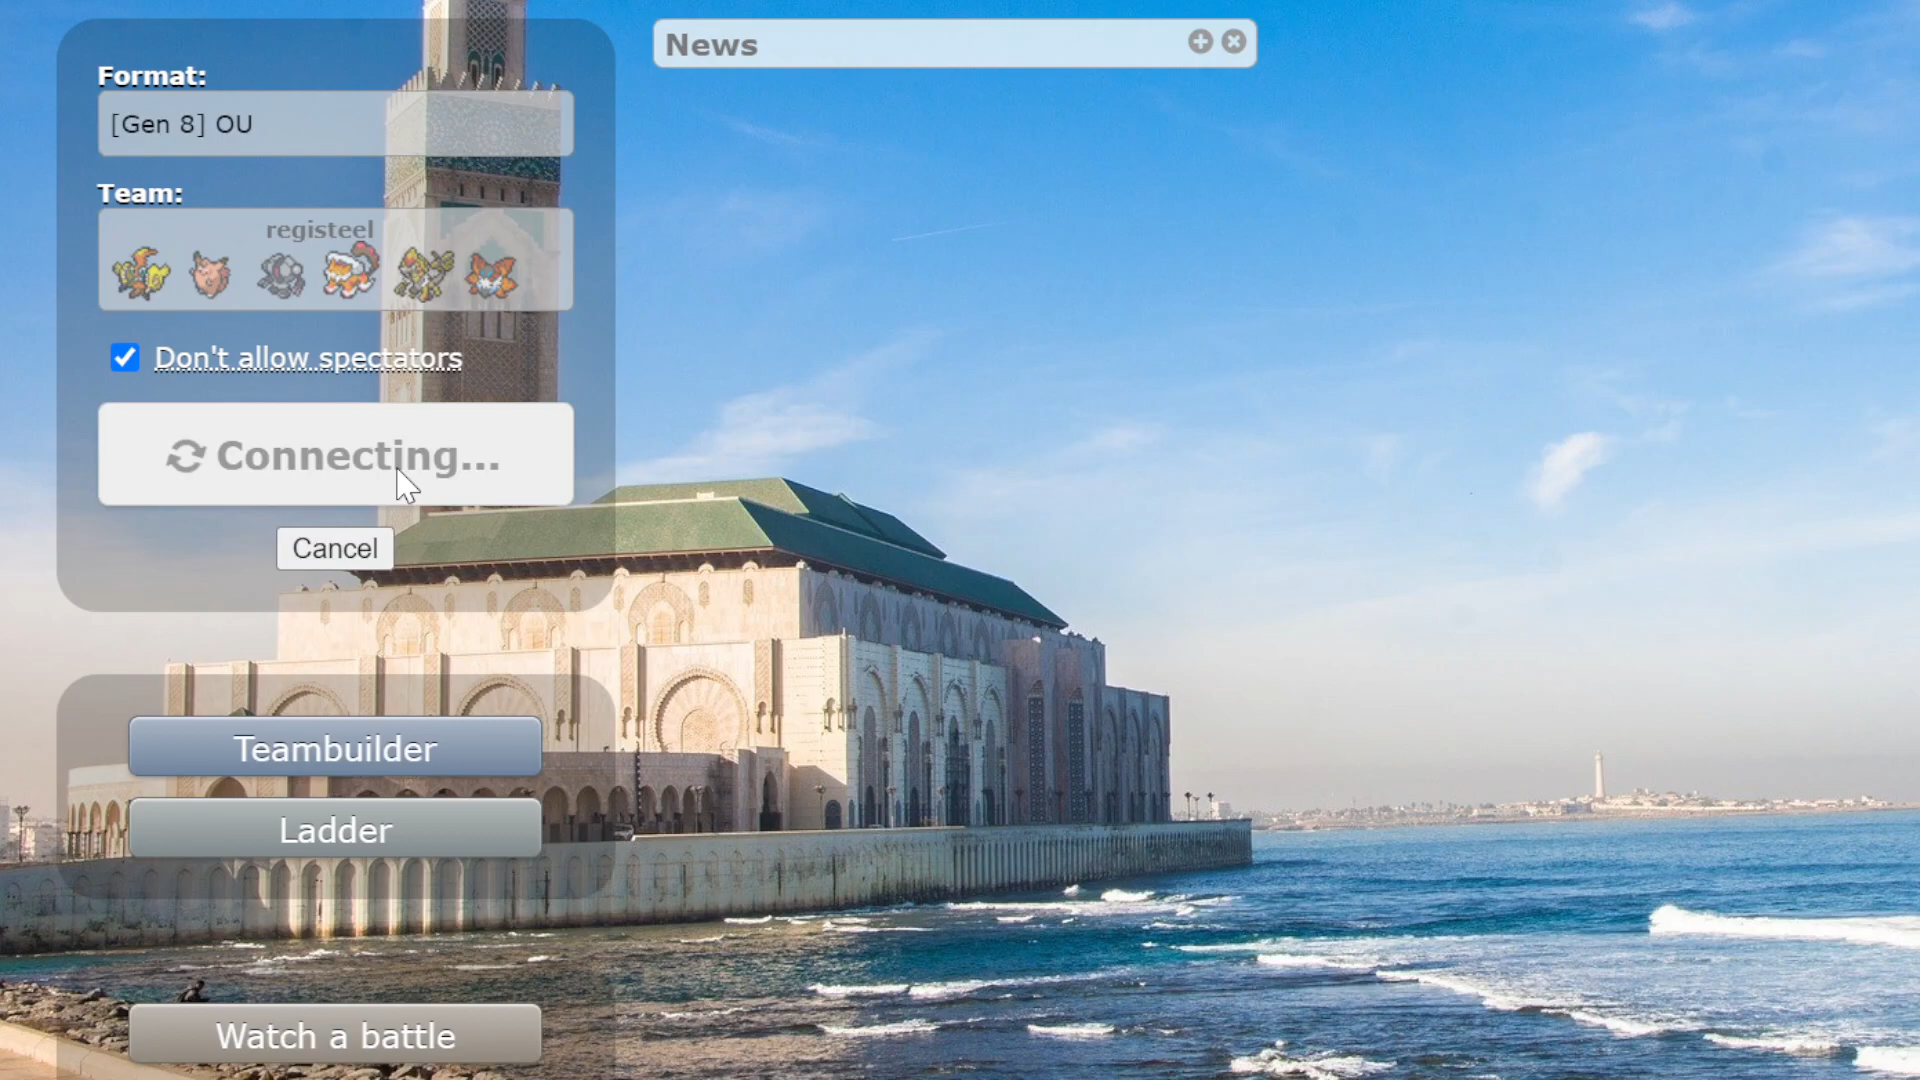 Format:
[Gen 8] OU
Team:
registeel
Don't allow spectators
Connecting...
Cancel
Teambuilder
Ladder
Watch a battle
News